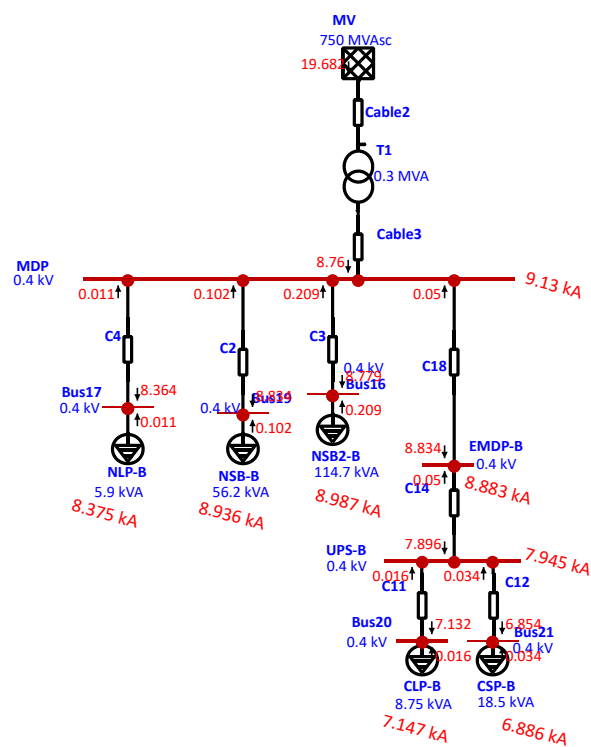 MV
750 MVAsc
19.682
Cable2
T1
0.3 MVA
Cable3
8.76
MDP
0.4 kV
9.13 kA
0.011
0.102
0.209
0.05
C4
C2
C3
C18
0.4 kV
8.779
Bus17
8.364
0.4 kV
0.011
8.834
Bus19
0.4 kV
0.102
Bus16
0.209
NLP-B
5.9 kVA
8.375 kA
NSB-B
56.2 kVA
8.936 kA
NSB2-B
114.7 kVA
8.987 kA
8.834
EMDP-B
0.4 kV
0.05
8.883 kA
C14
7.896
UPS-B
0.4 kV
7.945 kA
0.016
0.034
C11
C12
Bus20
7.132
0.4 kV
0.016
6.854
Bus21
0.4 kV
0.034
CLP-B
8.75 kVA
7.147 kA
CSP-B
18.5 kVA
6.886 kA